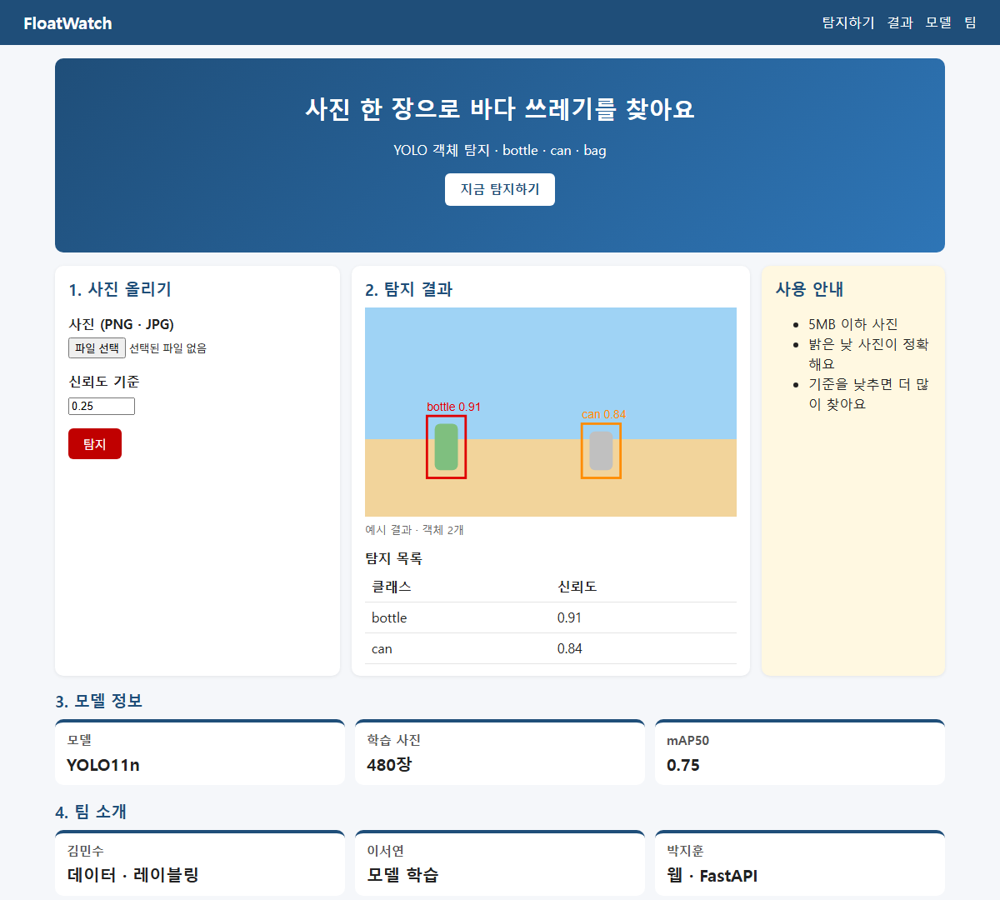 FloatWatch
탐지하기 결과 모델 팀
사진 한 장으로 바다 쓰레기를 찾아요
YOLO 객체 탐지 · bottle · can · bag
지금 탐지하기
1. 사진 올리기
사진 (PNG · JPG)
파일 선택 선택된 파일 없음
신뢰도 기준
0.25
탐지
2. 탐지 결과
bottle 0.91
can 0.84
예시 결과 · 객체 2개
탐지 목록
클래스 신뢰도
bottle 0.91
can 0.84
사용 안내
5MB 이하 사진
밝은 낮 사진이 정확
해요
기준을 낮추면 더 많
이 찾아요
3. 모델 정보
모델
YOLO11n
학습 사진
480장
mAP50
0.75
4. 팀 소개
김민수
데이터 · 레이블링
이서연
모델 학습
박지훈
웹 · FastAPI